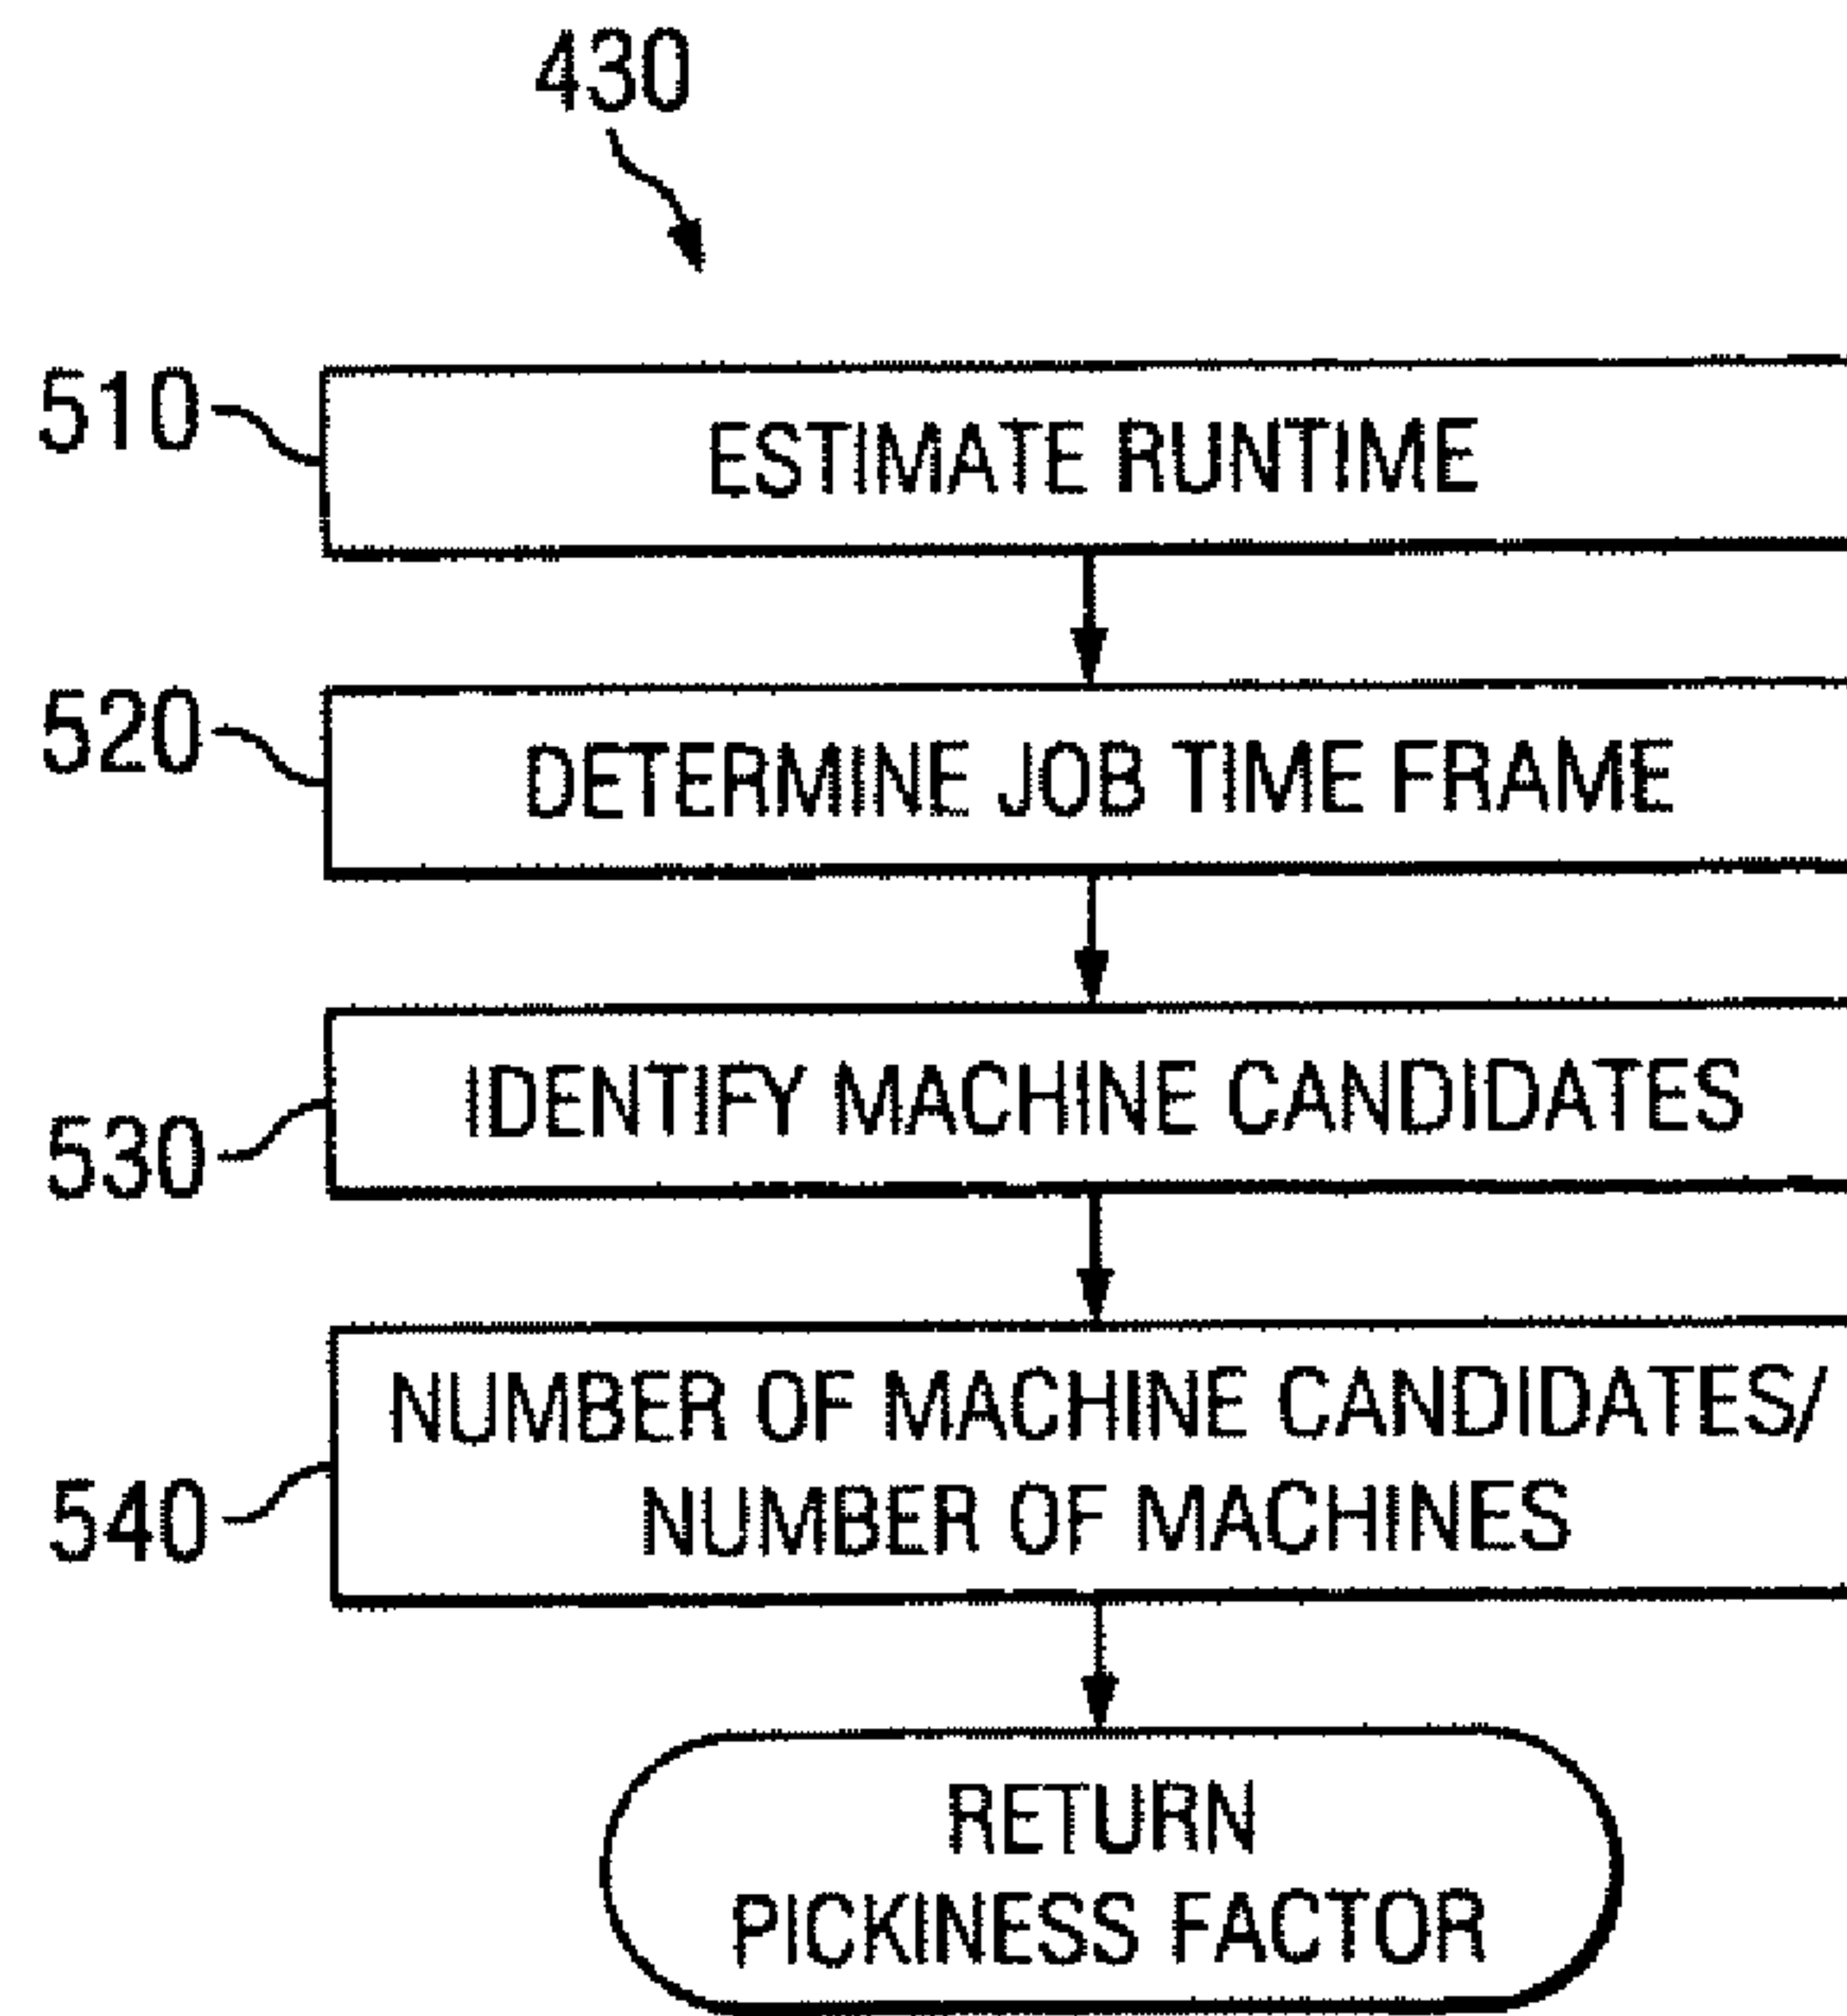 430
510
ESTIMATE RUNTIME
520
DETERMINE JOB TIME FRAME
IDENTIFY MACHINE CANDIDATES
530
NUMBER OF MACHINE CANDIDATES/
NUMBER OF MACHINES
540
RETURN
PICKINESS FACTOR